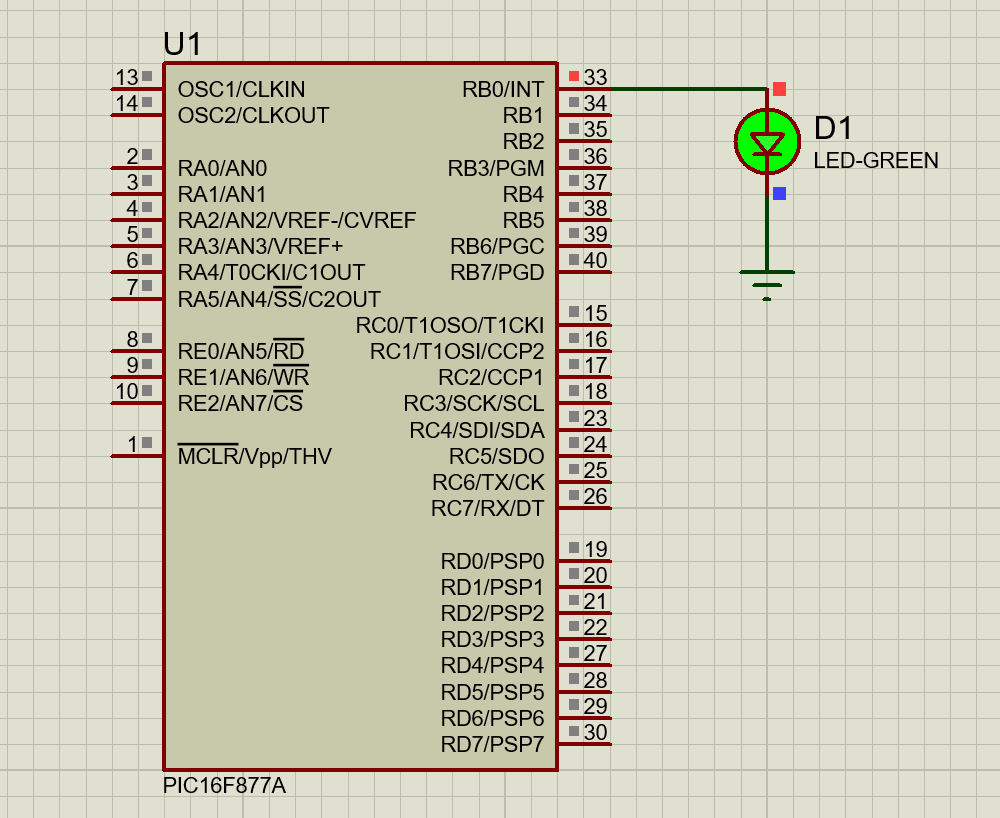 U1
13 OSC1/CLKIN
14 OSC2/CLKOUT
2 RA0/AN0
3 RA1/AN1
4 RA2/AN2/VREF-/CVREF
5 RA3/AN3/VREF+
6 RA4/T0CKI/C1OUT
7 RA5/AN4/SS/C2OUT
8 RE0/AN5/RD
9 RE1/AN6/WR
10 RE2/AN7/CS
1 MCLR/Vpp/THV
RB0/INT 33
RB1 34
RB2 35
RB3/PGM 36
RB4 37
RB5 38
RB6/PGC 39
RB7/PGD 40
RC0/T1OSO/T1CKI 15
RC1/T1OSI/CCP2 16
RC2/CCP1 17
RC3/SCK/SCL 18
RC4/SDI/SDA 23
RC5/SDO 24
RC6/TX/CK 25
RC7/RX/DT 26
RD0/PSP0 19
RD1/PSP1 20
RD2/PSP2 21
RD3/PSP3 22
RD4/PSP4 27
RD5/PSP5 28
RD6/PSP6 29
RD7/PSP7 30
PIC16F877A
D1
LED-GREEN